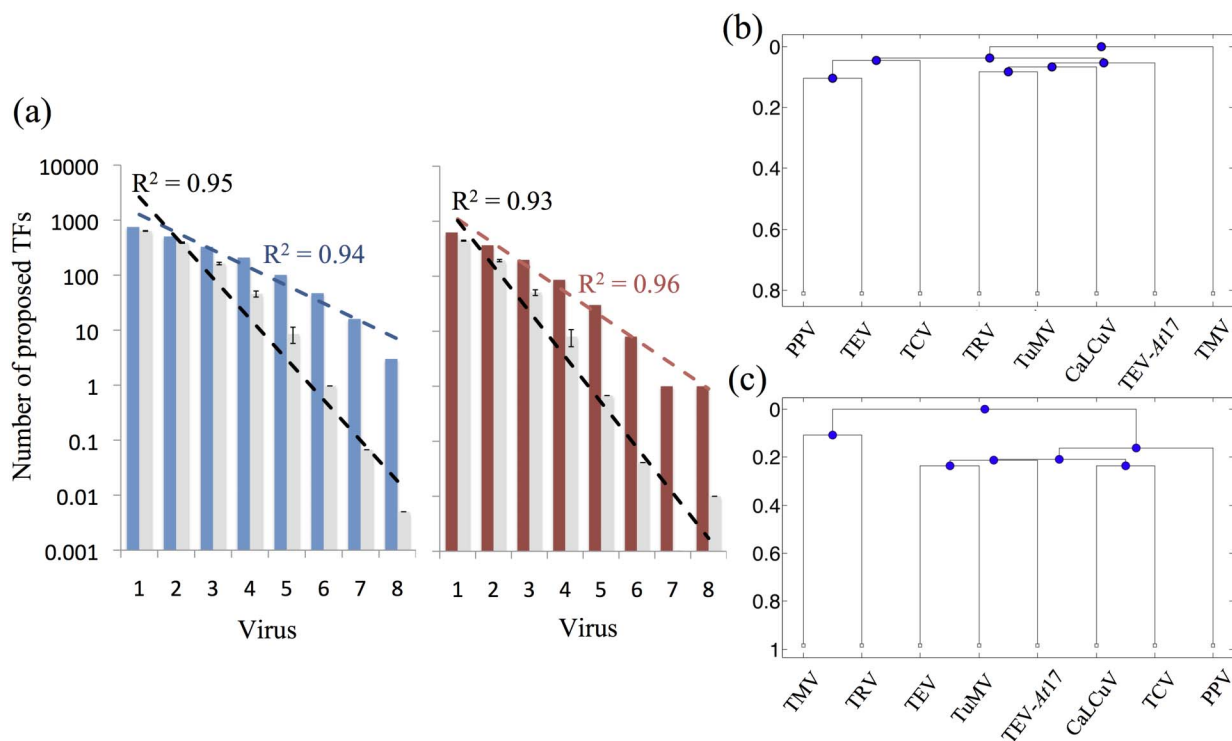 (a)
Number of proposed TFs
10000
1000
100
10
1
0.1
0.01
0.001
R² = 0.95
R² = 0.94
1 2 3 4 5 6 7 8
Virus
R² = 0.93
R² = 0.96
1 2 3 4 5 6 7 8
Virus
(b)
0
0.2
0.4
0.6
0.8
PPV TEV TCV TRV TuMV CaLCuV TEV-At17 TMV
(c)
0
0.2
0.4
0.6
0.8
1
TMV TRV TEV TuMV TEV-At17 CaLCuV TCV PPV